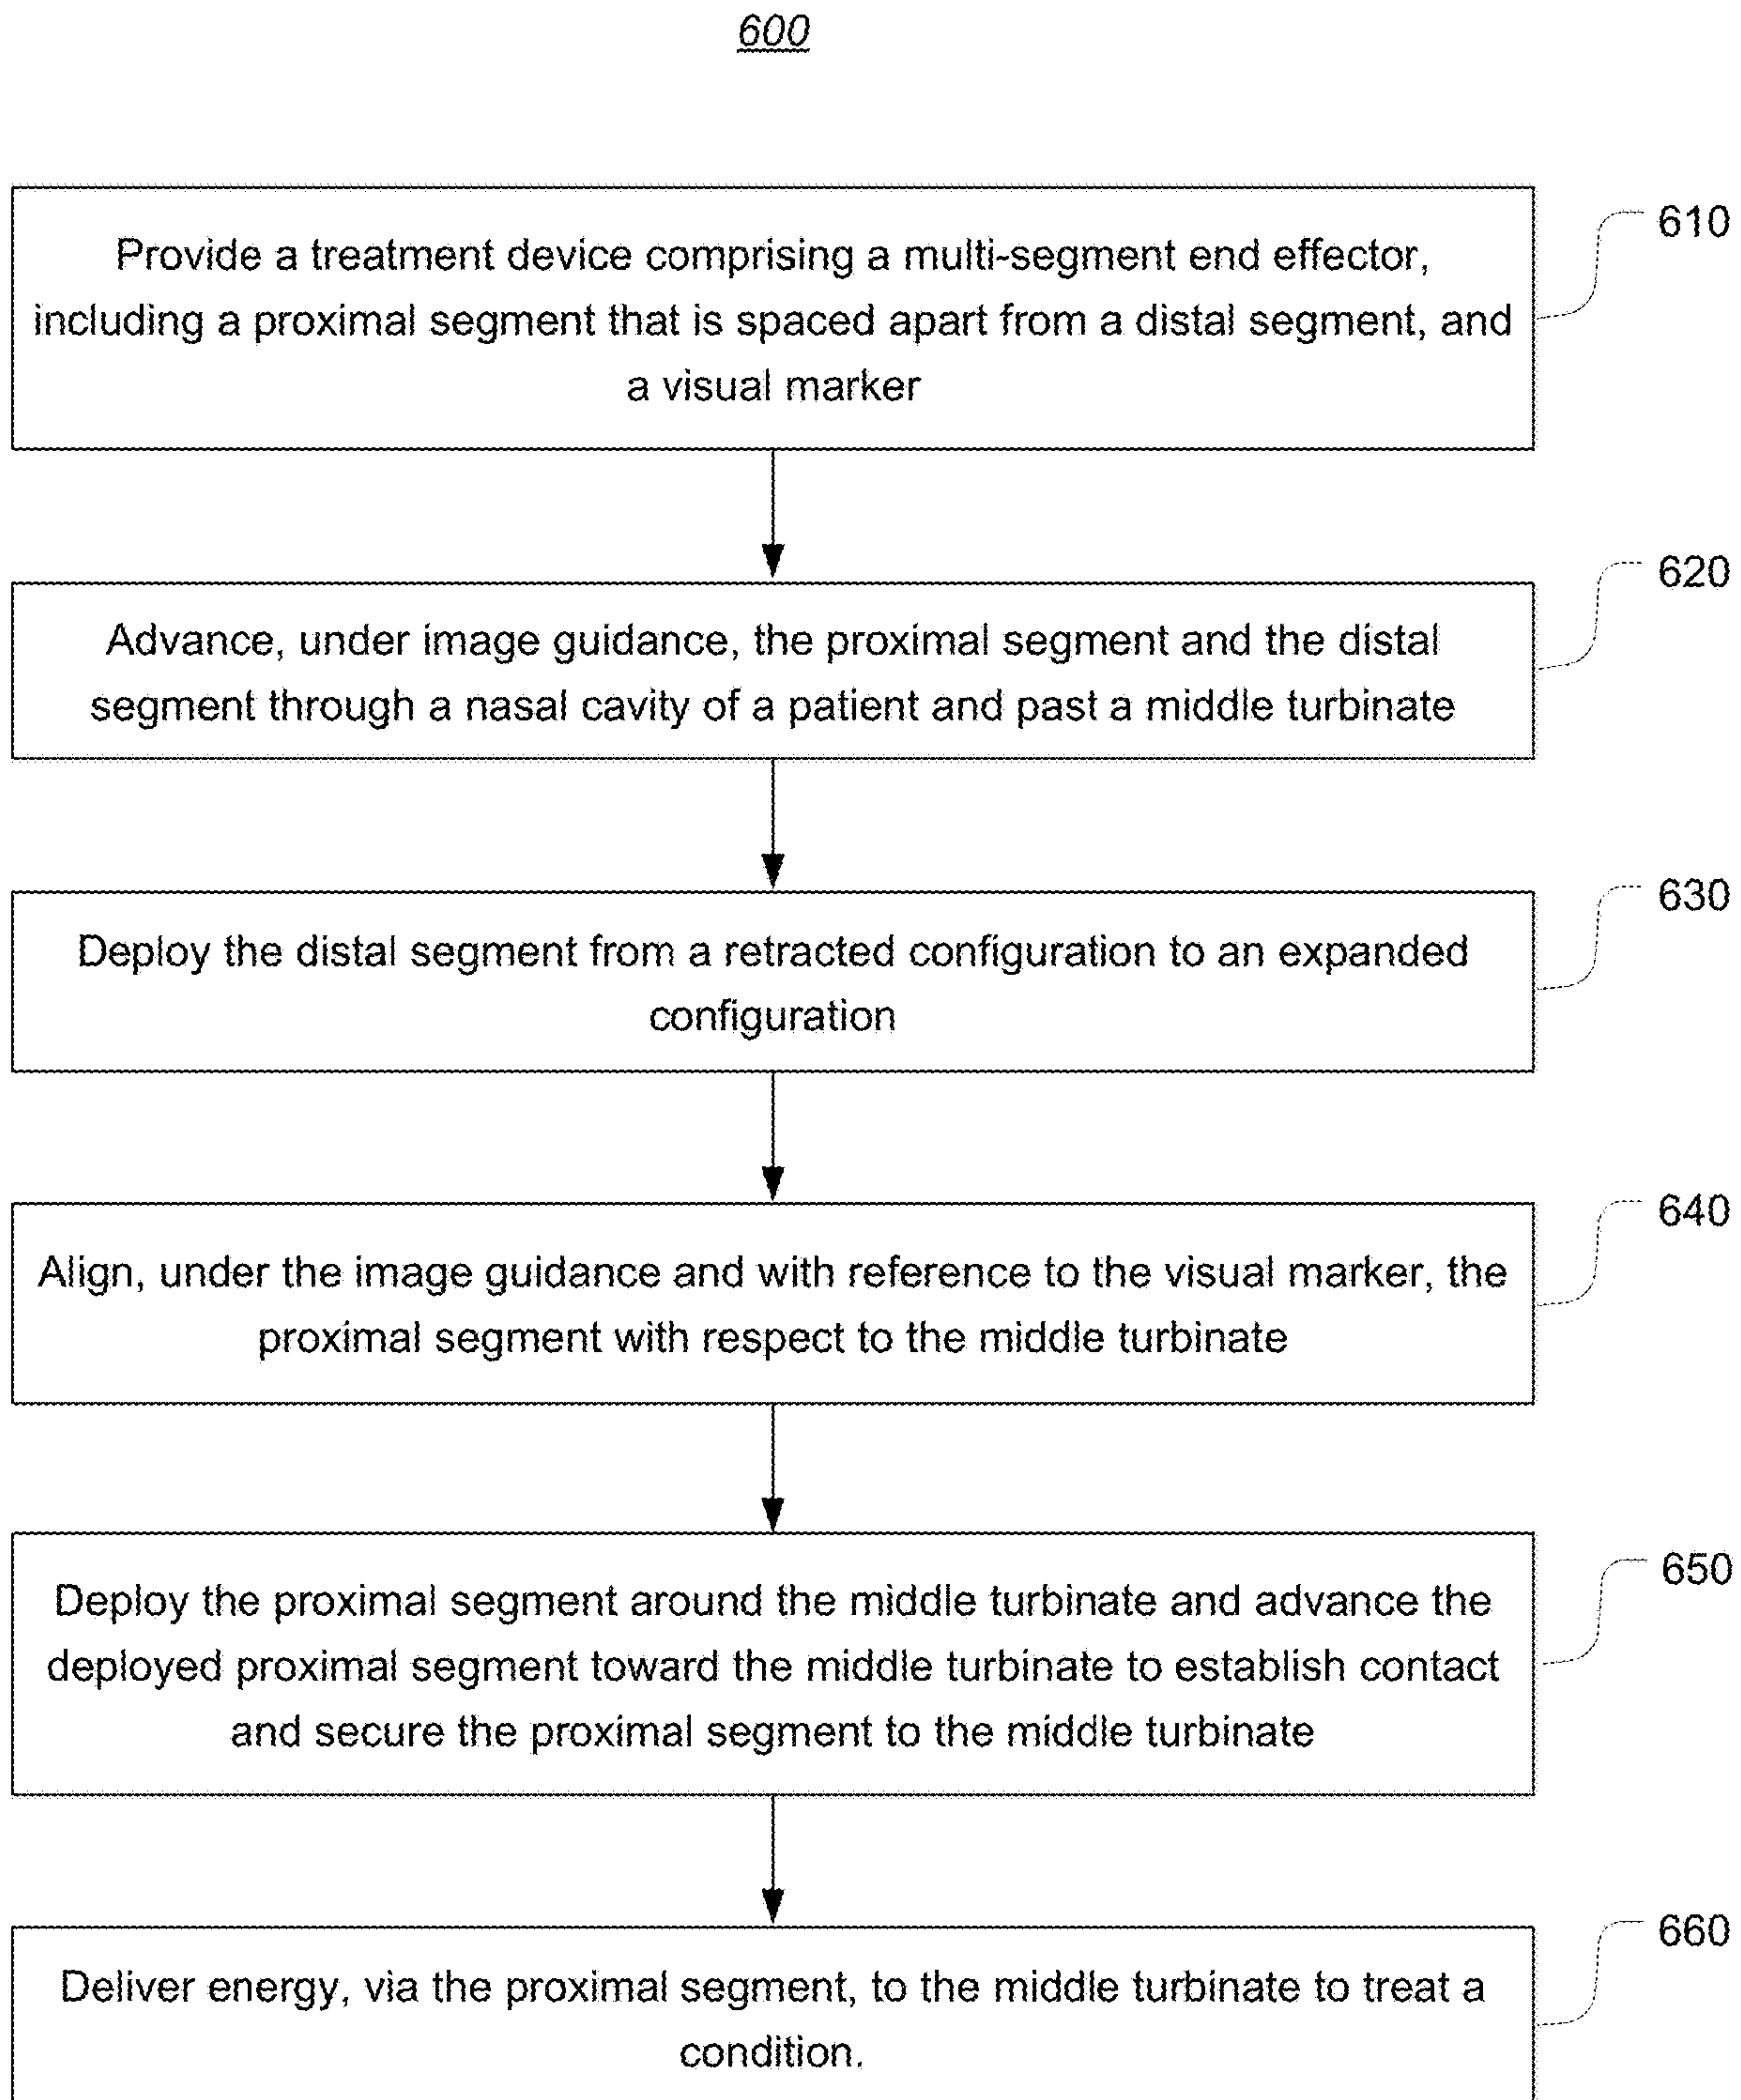 600
610
Provide a treatment device comprising a multi-segment end effector,
including a proximal segment that is spaced apart from a distal segment, and
a visual marker
620
Advance, under image guidance, the proximal segment and the distal
segment through a nasal cavity of a patient and past a middle turbinate
630
Deploy the distal segment from a retracted configuration to an expanded
configuration
640
Align, under the image guidance and with reference to the visual marker, the
proximal segment with respect to the middle turbinate
650
Deploy the proximal segment around the middle turbinate and advance the
deployed proximal segment toward the middle turbinate to establish contact
and secure the proximal segment to the middle turbinate
660
Deliver energy, via the proximal segment, to the middle turbinate to treat a
condition.